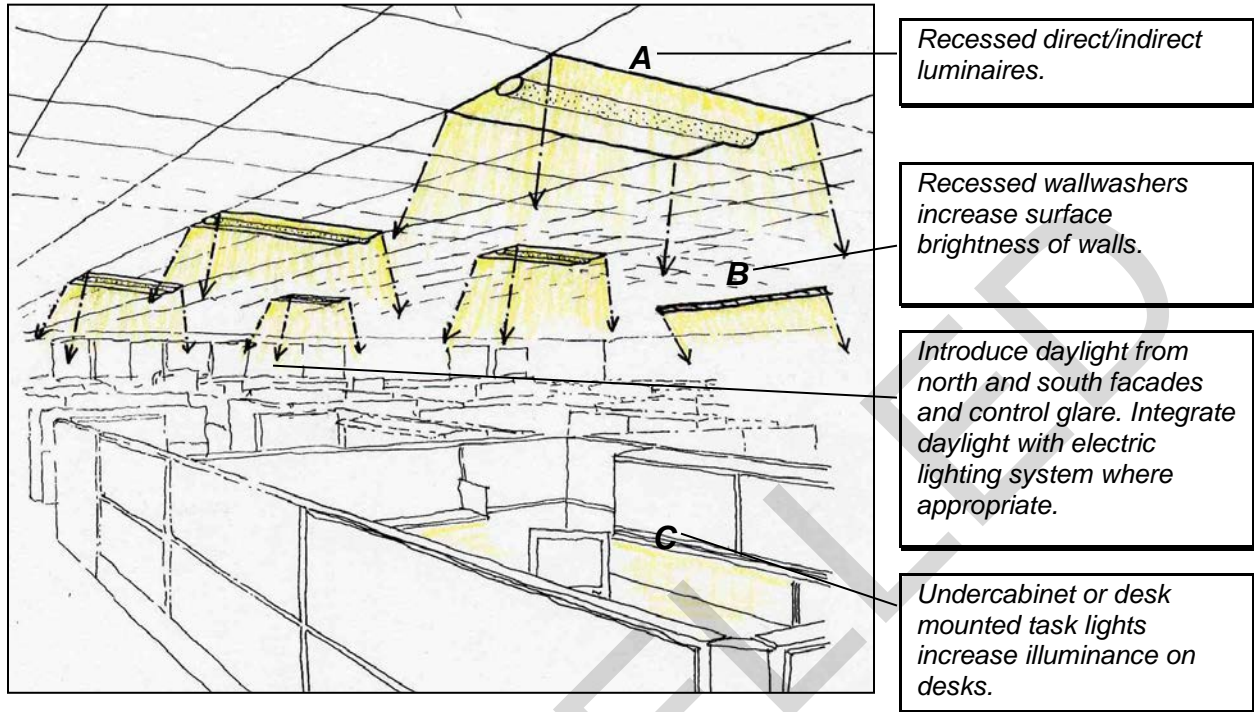 A
Recessed direct/indirect
luminaires.
B
Recessed wallwashers
increase surface
brightness of walls.
Introduce daylight from
north and south facades
and control glare. Integrate
daylight with electric
lighting system where
appropriate.
C
Undercabinet or desk
mounted task lights
increase illuminance on
desks.
ELLED